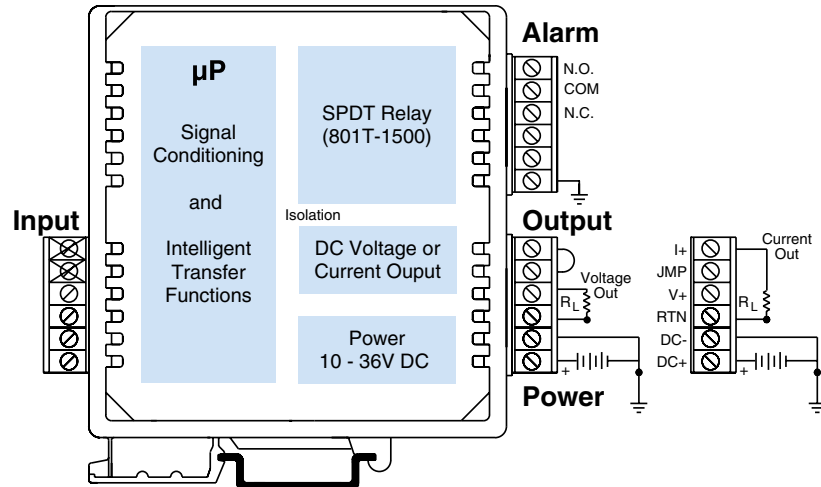 Alarm
N.O.
COM
N.C.
µP
Signal
Conditioning
and
Intelligent
Transfer
Functions
SPDT Relay
(801T-1500)
Isolation
DC Voltage or
Current Ouput
Power
10 - 36V DC
Input
Output
Voltage
Out
RL
+
Power
I+
JMP
V+
RTN
DC-
DC+
Current
Out
RL
+